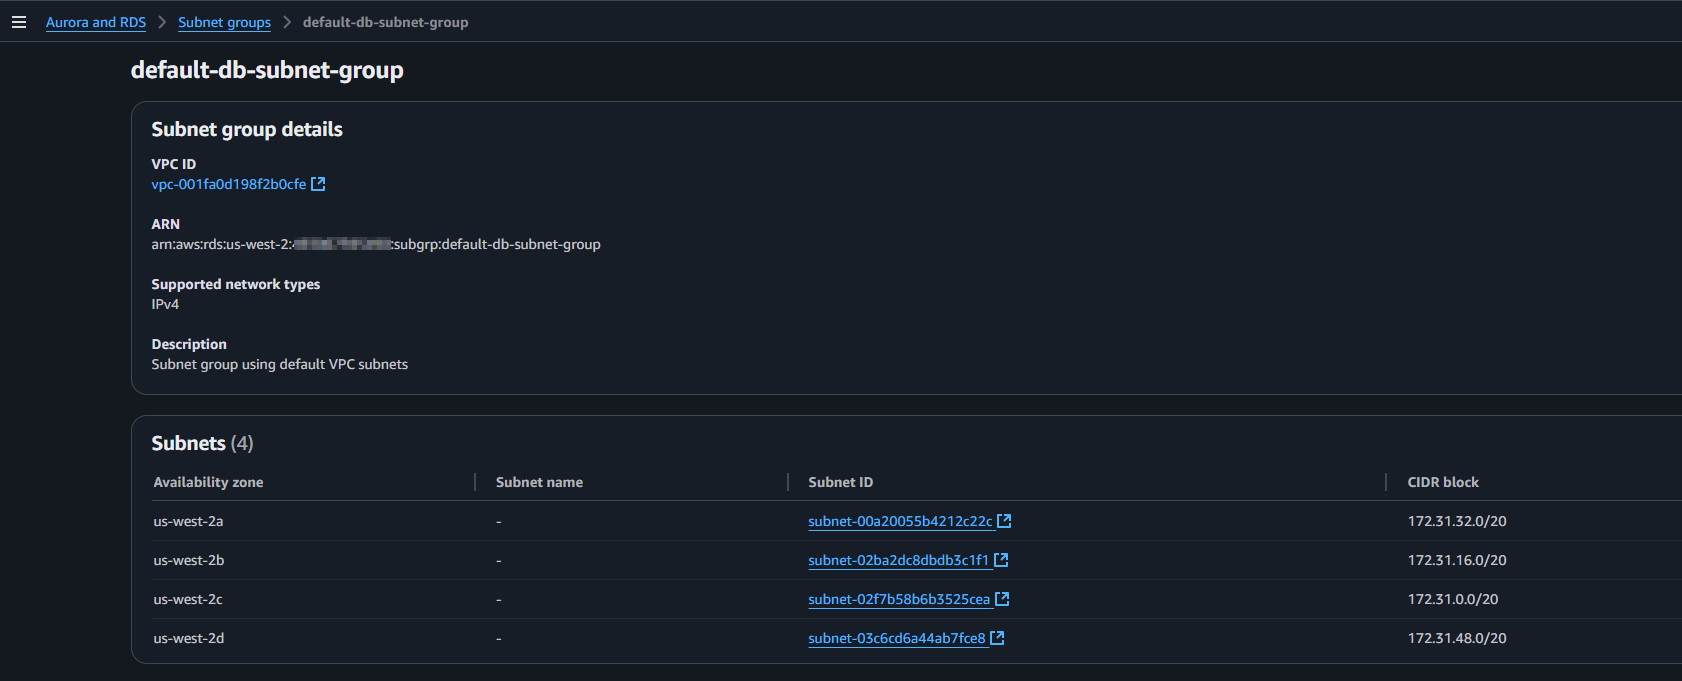 Aurora and RDS > Subnet groups > default-db-subnet-group
default-db-subnet-group
Subnet group details
VPC ID
vpc-001fa0d198f2b0cfe
ARN
arn:aws:rds:us-west-2: :subgrp:default-db-subnet-group
Supported network types
IPv4
Description
Subnet group using default VPC subnets
Subnets (4)
Availability zone Subnet name Subnet ID CIDR block
us-west-2a - subnet-00a20055b4212c22c 172.31.32.0/20
us-west-2b - subnet-02ba2dc8dbdb3c1f1 172.31.16.0/20
us-west-2c - subnet-02f7b58b6b3525cea 172.31.0.0/20
us-west-2d - subnet-03c6cd6a44ab7fce8 172.31.48.0/20